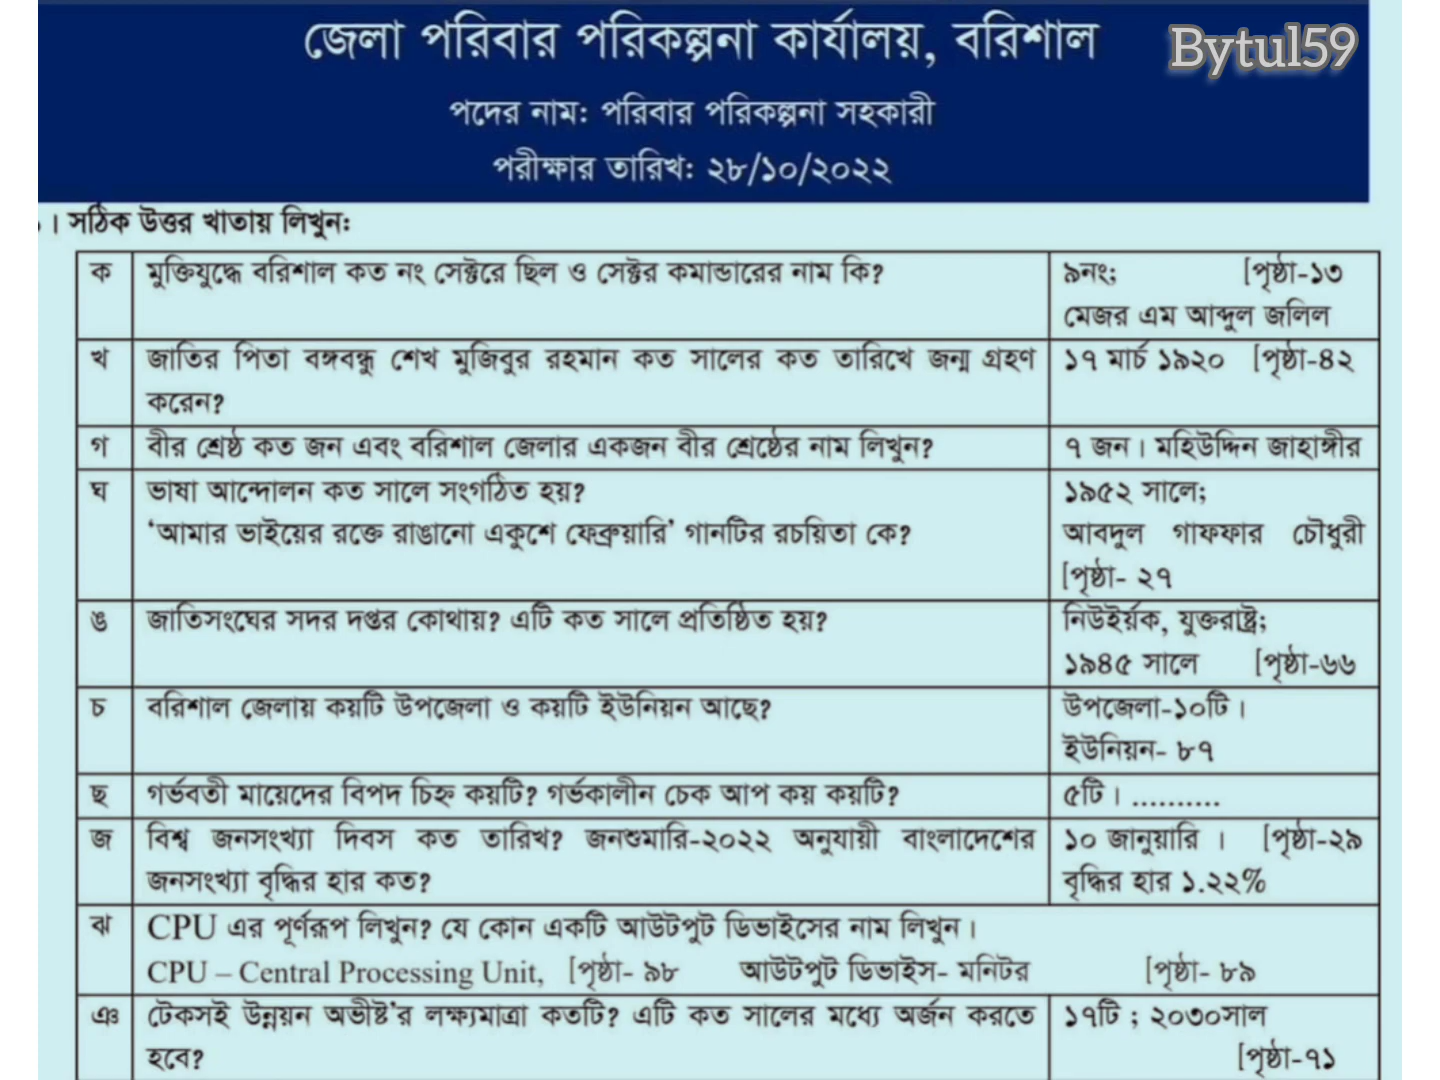 জেলা পরিবার পরিকল্পনা কার্যালয়, বরিশাল
Bytul59
পদের নাম: পরিবার পরিকল্পনা সহকারী
পরীক্ষার তারিখ: ২৮/১০/২০২২
। সঠিক উত্তর খাতায় লিখুন:
ক মুক্তিযুদ্ধে বরিশাল কত নং সেক্টরে ছিল ও সেক্টর কমান্ডারের নাম কি? ৯নং; [পৃষ্ঠা-১৩
মেজর এম আব্দুল জলিল
খ জাতির পিতা বঙ্গবন্ধু শেখ মুজিবুর রহমান কত সালের কত তারিখে জন্ম গ্রহণ ১৭ মার্চ ১৯২০ [পৃষ্ঠা-৪২
করেন?
গ বীর শ্রেষ্ঠ কত জন এবং বরিশাল জেলার একজন বীর শ্রেষ্ঠের নাম লিখুন? ৭ জন। মহিউদ্দিন জাহাঙ্গীর
ঘ ভাষা আন্দোলন কত সালে সংগঠিত হয়? ১৯৫২ সালে;
‘আমার ভাইয়ের রক্তে রাঙানো একুশে ফেব্রুয়ারি’ গানটির রচয়িতা কে? আবদুল গাফফার চৌধুরী
[পৃষ্ঠা- ২৭
ঙ জাতিসংঘের সদর দপ্তর কোথায়? এটি কত সালে প্রতিষ্ঠিত হয়? নিউইর্য়ক, যুক্তরাষ্ট্র;
১৯৪৫ সালে [পৃষ্ঠা-৬৬
চ বরিশাল জেলায় কয়টি উপজেলা ও কয়টি ইউনিয়ন আছে? উপজেলা-১০টি।
ইউনিয়ন- ৮৭
ছ গর্ভবতী মায়েদের বিপদ চিহ্ন কয়টি? গর্ভকালীন চেক আপ কয় কয়টি? ৫টি। ..........
জ বিশ্ব জনসংখ্যা দিবস কত তারিখ? জনশুমারি-২০২২ অনুযায়ী বাংলাদেশের ১০ জানুয়ারি । [পৃষ্ঠা-২৯
জনসংখ্যা বৃদ্ধির হার কত? বৃদ্ধির হার ১.২২%
ঝ CPU এর পূর্ণরূপ লিখুন? যে কোন একটি আউটপুট ডিভাইসের নাম লিখুন।
CPU – Central Processing Unit, [পৃষ্ঠা- ৯৮ আউটপুট ডিভাইস- মনিটর [পৃষ্ঠা- ৮৯
ঞ টেকসই উন্নয়ন অভীষ্ট’র লক্ষ্যমাত্রা কতটি? এটি কত সালের মধ্যে অর্জন করতে ১৭টি ; ২০৩০সাল
হবে? [পৃষ্ঠা-৭১